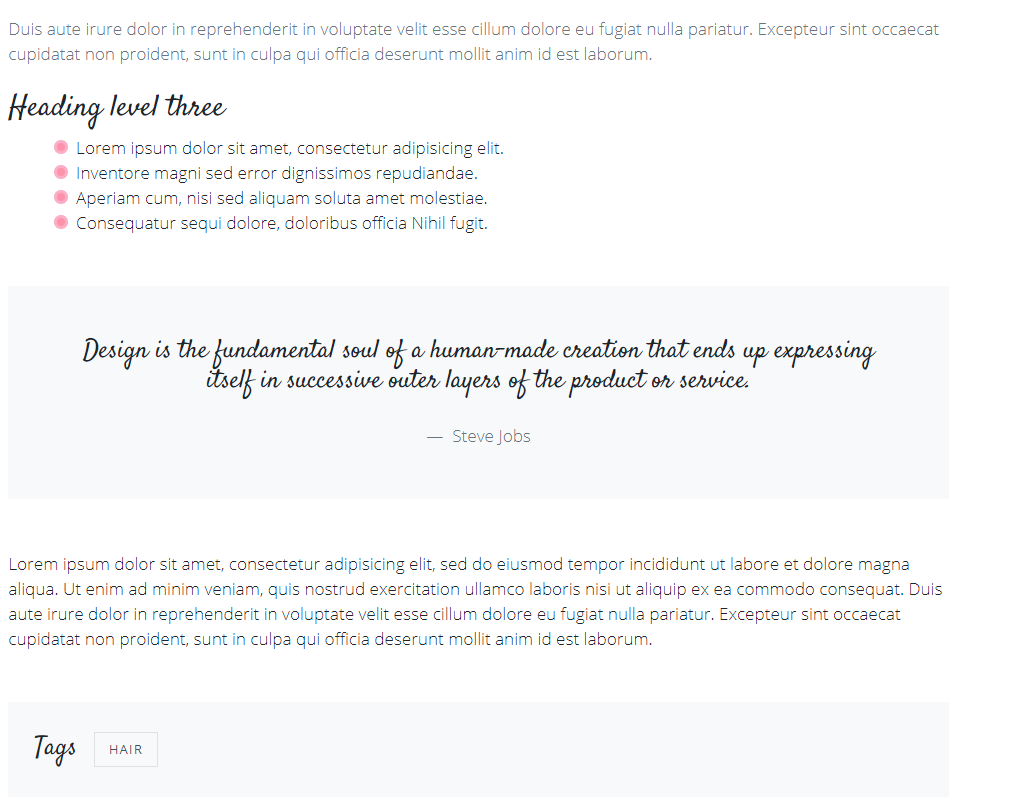 Duis aute irure dolor in reprehenderit in voluptate velit esse cillum dolore eu fugiat nulla pariatur. Excepteur sint occaecat
cupidatat non proident, sunt in culpa qui officia deserunt mollit anim id est laborum.
Heading level three
Lorem ipsum dolor sit amet, consectetur adipisicing elit.
Inventore magni sed error dignissimos repudiandae.
Aperiam cum, nisi sed aliquam soluta amet molestiae.
Consequatur sequi dolore, doloribus officia Nihil fugit.
Design is the fundamental soul of a human-made creation that ends up expressing
itself in successive outer layers of the product or service.
— Steve Jobs
Lorem ipsum dolor sit amet, consectetur adipisicing elit, sed do eiusmod tempor incididunt ut labore et dolore magna
aliqua. Ut enim ad minim veniam, quis nostrud exercitation ullamco laboris nisi ut aliquip ex ea commodo consequat. Duis
aute irure dolor in reprehenderit in voluptate velit esse cillum dolore eu fugiat nulla pariatur. Excepteur sint occaecat
cupidatat non proident, sunt in culpa qui officia deserunt mollit anim id est laborum.
Tags HAIR